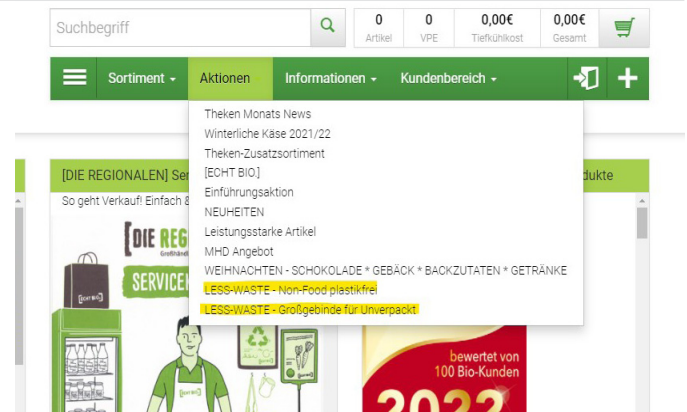 Suchbegriff
0 0 0,00€ 0,00€
Artikel VPE Tiefkühlkost Gesamt
Sortiment Aktionen Informationen Kundenbereich
Theken Monats News
Winterliche Käse 2021/22
Theken-Zusatzsortiment
[ECHT BIO.]
Einführungsaktion
NEUHEITEN
Leistungsstarke Artikel
MHD Angebot
WEIHNACHTEN - SCHOKOLADE * GEBÄCK * BACKZUTATEN * GETRÄNKE
LESS-WASTE - Non-Food plastikfrei
LESS-WASTE - Großgebinde für Unverpackt
[DIE REGIONALEN] Ser
dukte
So geht Verkauf! Einfach &
[DIE REG
Großhänd
SERVICE
[ECHT BIO.]
bewertet von
100 Bio-Kunden
2022